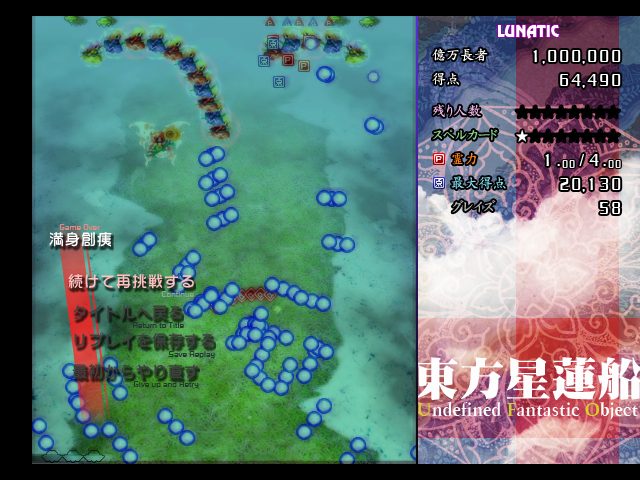 LUNATIC
億万長者 1,000,000
得点 64,490
残り人数
スペルカード
P 霊力 1.00/4.00
点 最大得点 20,130
グレイズ 58
Game Over
満身創痍
続けて再挑戦する
Continue
タイトルへ戻る
Return to Title
リプレイを保存する
Save Replay
最初からやり直す
Give up and Retry
東方星蓮船
Undefined Fantastic Object